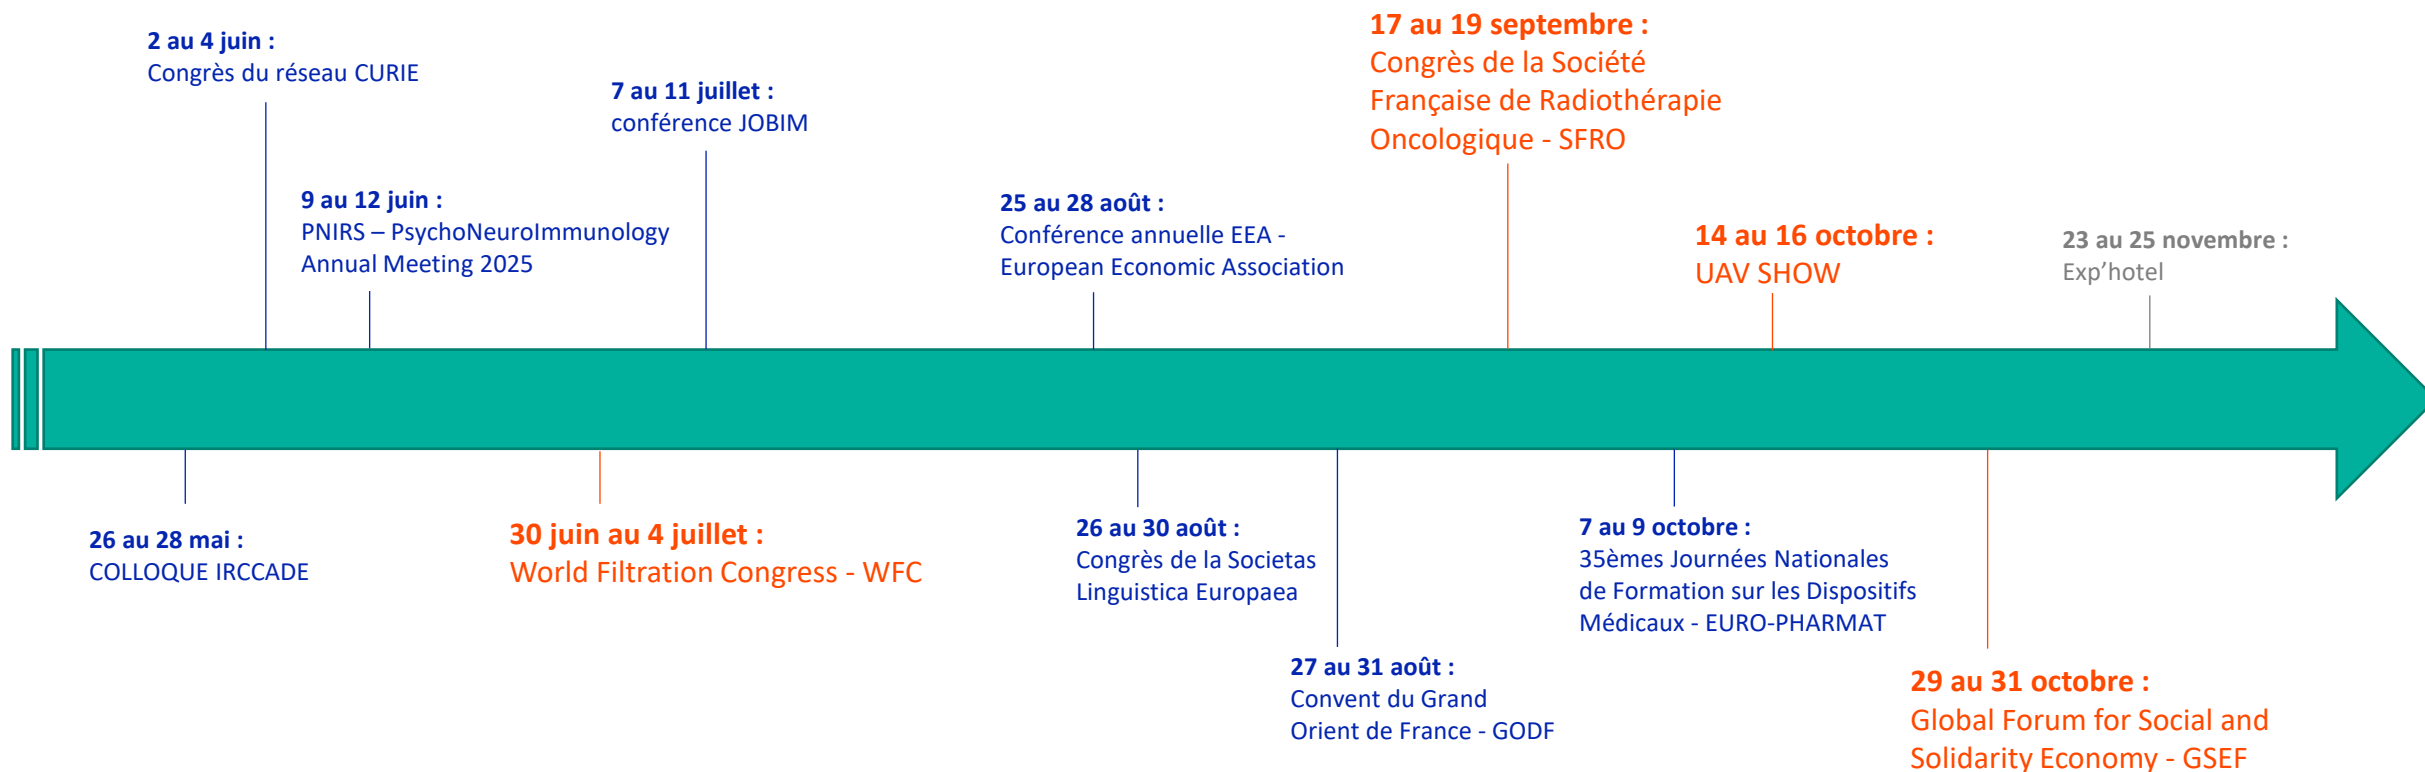 2 au 4 juin :
Congrès du réseau CURIE
9 au 12 juin :
PNIRS – PsychoNeuroImmunology
Annual Meeting 2025
7 au 11 juillet :
conférence JOBIM
25 au 28 août :
Conférence annuelle EEA -
European Economic Association
17 au 19 septembre :
Congrès de la Société
Française de Radiothérapie
Oncologique - SFRO
14 au 16 octobre :
UAV SHOW
23 au 25 novembre :
Exp’hotel
26 au 28 mai :
COLLOQUE IRCCADE
30 juin au 4 juillet :
World Filtration Congress - WFC
26 au 30 août :
Congrès de la Societas
Linguistica Europaea
27 au 31 août :
Convent du Grand
Orient de France - GODF
7 au 9 octobre :
35èmes Journées Nationales
de Formation sur les Dispositifs
Médicaux - EURO-PHARMAT
29 au 31 octobre :
Global Forum for Social and
Solidarity Economy - GSEF